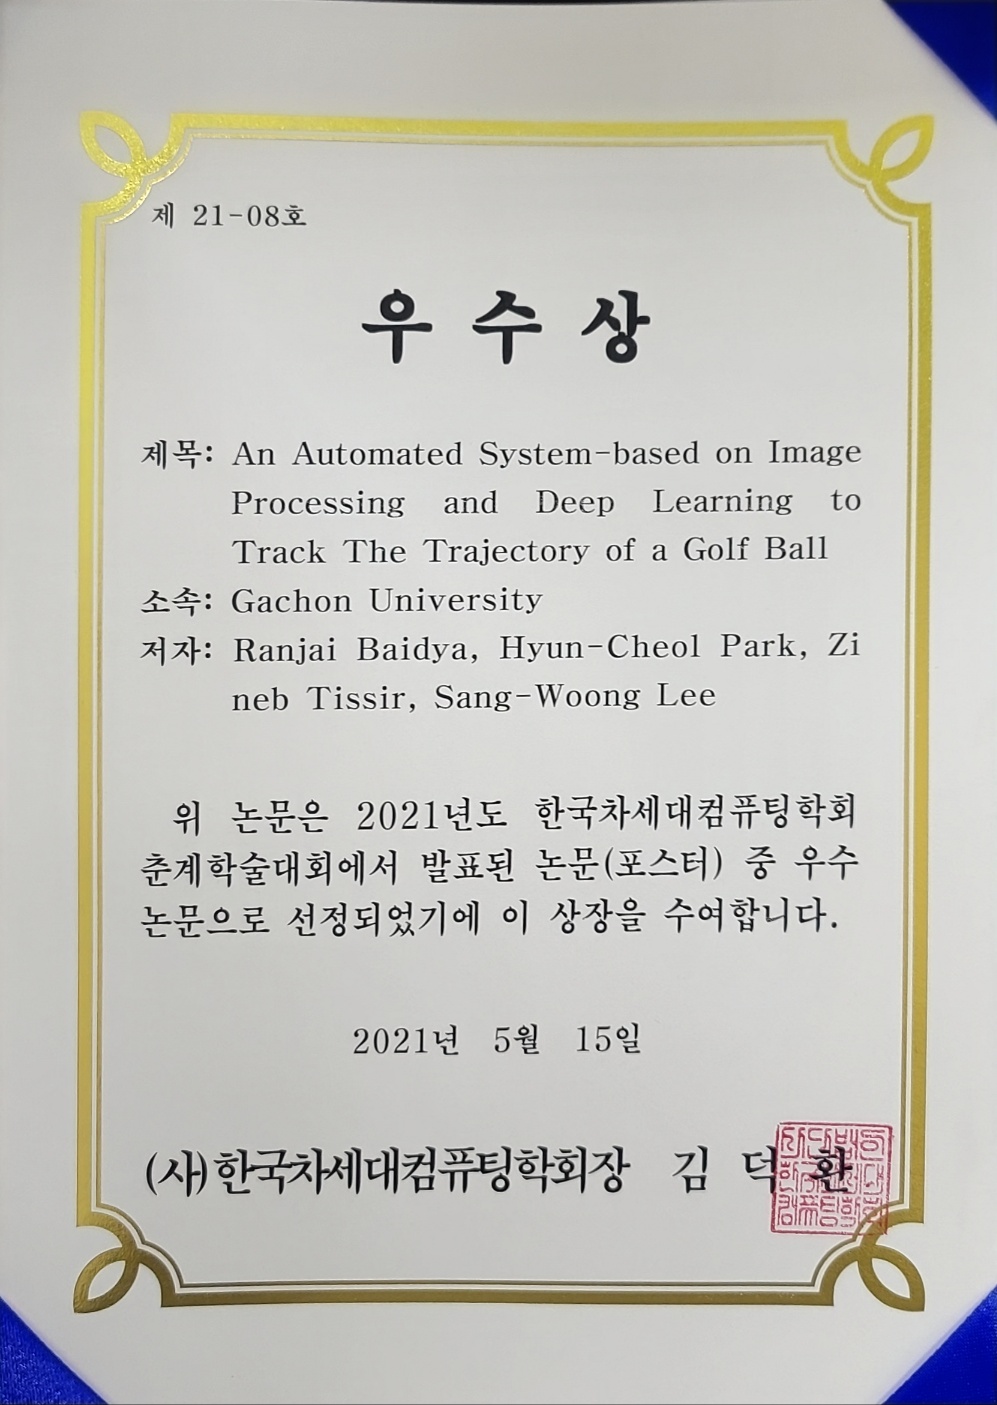 제 21-08호
우 수 상
제목: An Automated System-based on Image
Processing and Deep Learning to
Track The Trajectory of a Golf Ball
소속: Gachon University
저자: Ranjai Baidya, Hyun-Cheol Park, Zi
neb Tissir, Sang-Woong Lee
위 논문은 2021년도 한국차세대컴퓨팅학회
춘계학술대회에서 발표된 논문(포스터) 중 우수
논문으로 선정되었기에 이 상장을 수여합니다.
2021년 5월 15일
(사)한국차세대컴퓨팅학회장 김 덕 환